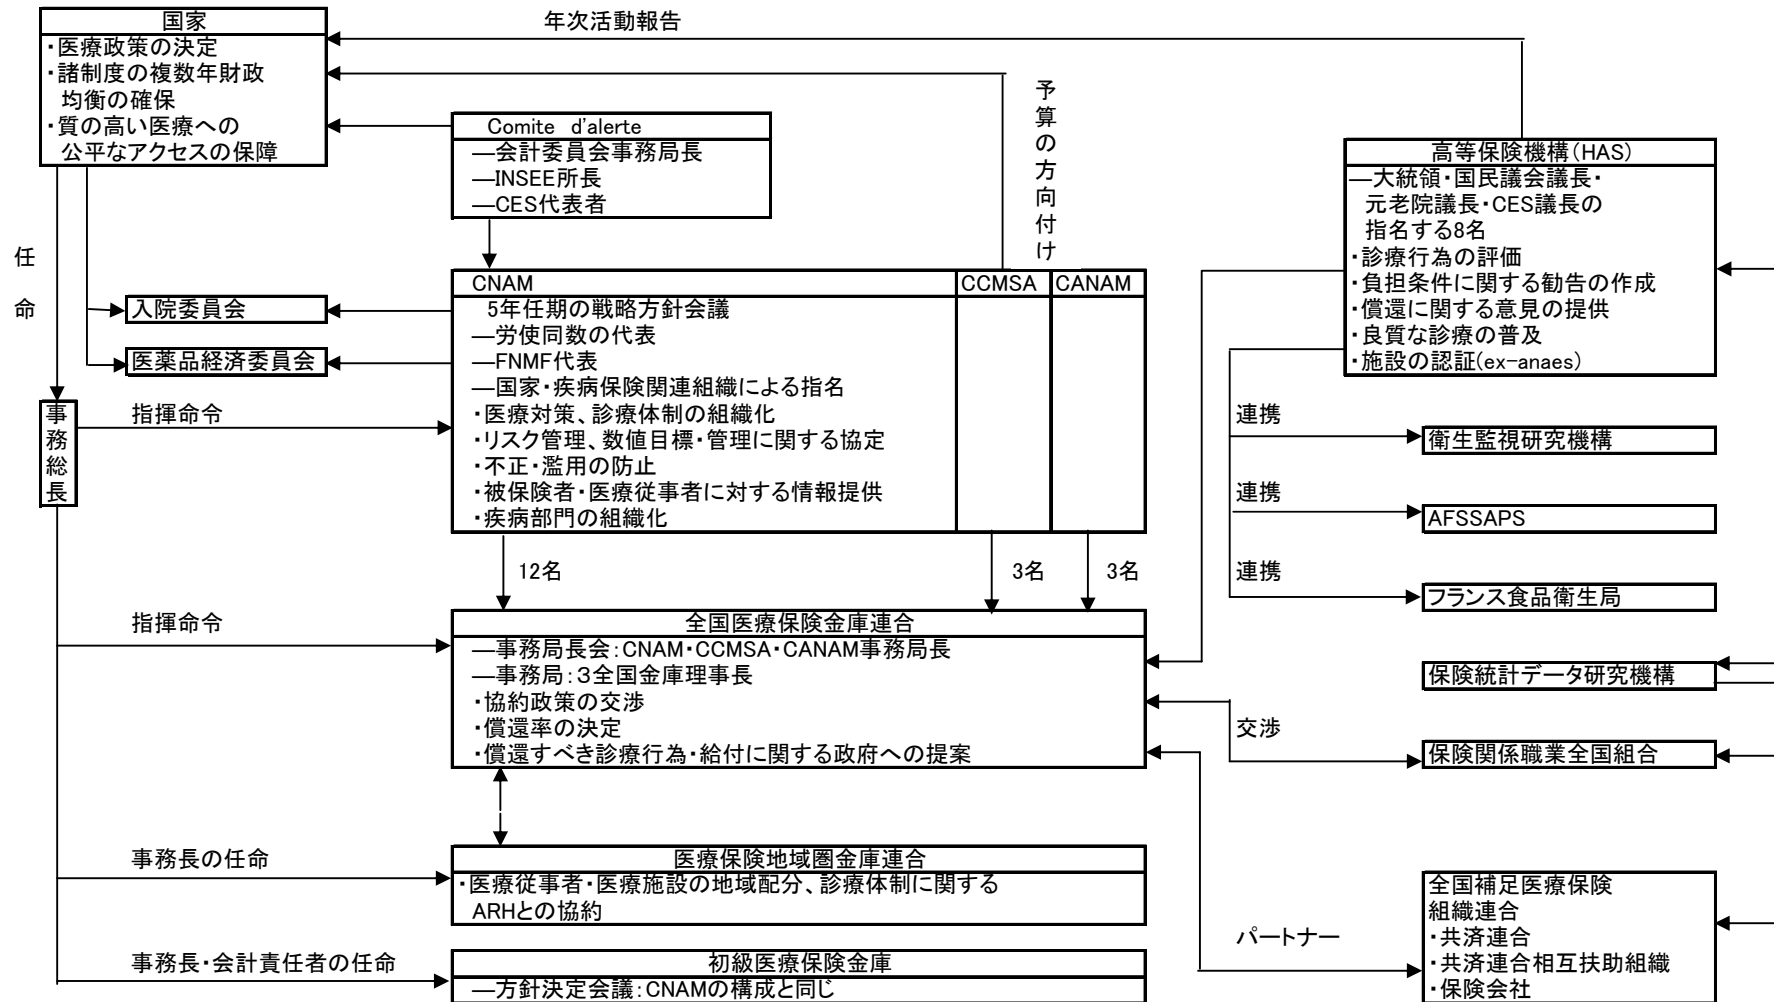 国家
・医療政策の決定
・諸制度の複数年財政
均衡の確保
・質の高い医療への
公平なアクセスの保障
年次活動報告
予算の方向付け
Comite d'alerte
―会計委員会事務局長
―INSEE所長
―CES代表者
高等保険機構(HAS)
―大統領・国民議会議長・
元老院議長・CES議長の
指名する8名
・診療行為の評価
・負担条件に関する勧告の作成
・償還に関する意見の提供
・良質な診療の普及
・施設の認証(ex-anaes)
任命
入院委員会
医薬品経済委員会
事務総長
指揮命令
CNAM
CCMSA
CANAM
5年任期の戦略方針会議
―労使同数の代表
―FNMF代表
―国家・疾病保険関連組織による指名
・医療対策、診療体制の組織化
・リスク管理、数値目標・管理に関する協定
・不正・濫用の防止
・被保険者・医療従事者に対する情報提供
・疾病部門の組織化
連携
衛生監視研究機構
連携
AFSSAPS
連携
フランス食品衛生局
12名
3名
3名
指揮命令
全国医療保険金庫連合
―事務局長会:CNAM・CCMSA・CANAM事務局長
―事務局:3全国金庫理事長
・協約政策の交渉
・償還率の決定
・償還すべき診療行為・給付に関する政府への提案
保険統計データ研究機構
交渉
保険関係職業全国組合
事務長の任命
医療保険地域圏金庫連合
・医療従事者・医療施設の地域配分、診療体制に関する
ARHとの協約
パートナー
全国補足医療保険
組織連合
・共済連合
・共済連合相互扶助組織
・保険会社
事務長・会計責任者の任命
初級医療保険金庫
―方針決定会議:CNAMの構成と同じ